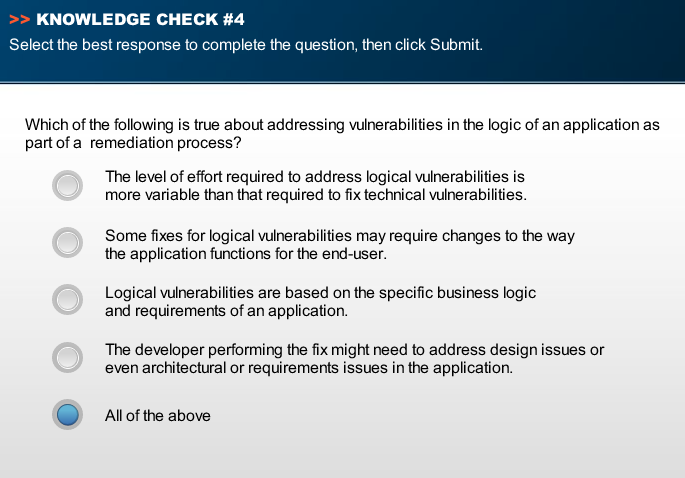 >> KNOWLEDGE CHECK #4
Select the best response to complete the question, then click Submit.
Which of the following is true about addressing vulnerabilities in the logic of an application as
part of a remediation process?
The level of effort required to address logical vulnerabilities is
more variable than that required to fix technical vulnerabilities.
Some fixes for logical vulnerabilities may require changes to the way
the application functions for the end-user.
Logical vulnerabilities are based on the specific business logic
and requirements of an application.
The developer performing the fix might need to address design issues or
even architectural or requirements issues in the application.
All of the above